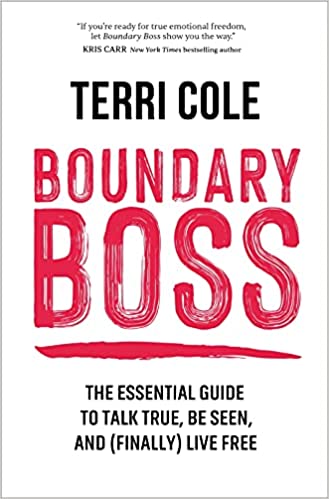 "If you're ready for true emotional freedom,
let Boundary Boss show you the way."
KRIS CARR New York Times bestselling author
TERRI COLE
BOUNDARY
BOSS
THE ESSENTIAL GUIDE
TO TALK TRUE, BE SEEN,
AND (FINALLY) LIVE FREE